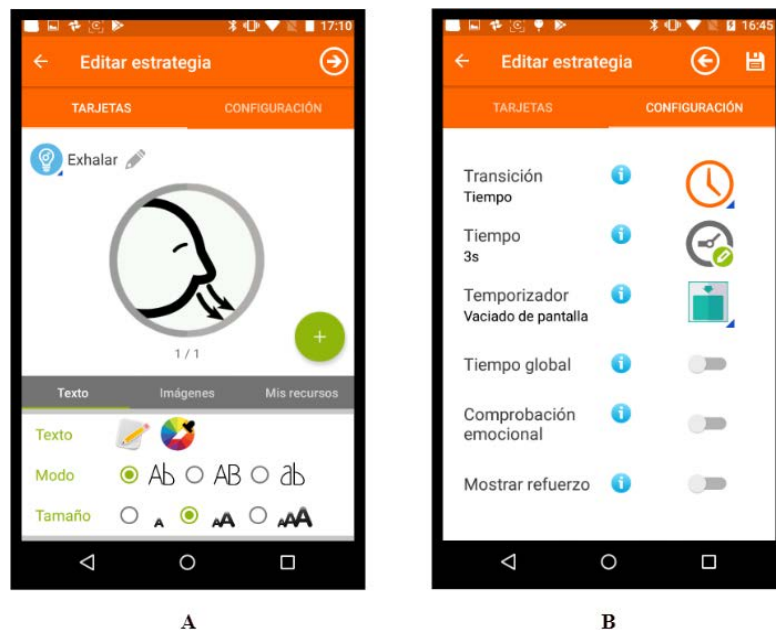 17:10
Editar estrategia
TARJETAS CONFIGURACIÓN
Exhalar
1 / 1
Texto Imágenes Mis recursos
Texto
Modo Ab AB ab
Tamaño A AA AAA
A
16:45
Editar estrategia
TARJETAS CONFIGURACIÓN
Transición
Tiempo
Tiempo
3s
Temporizador
Vaciado de pantalla
Tiempo global
Comprobación
emocional
Mostrar refuerzo
B